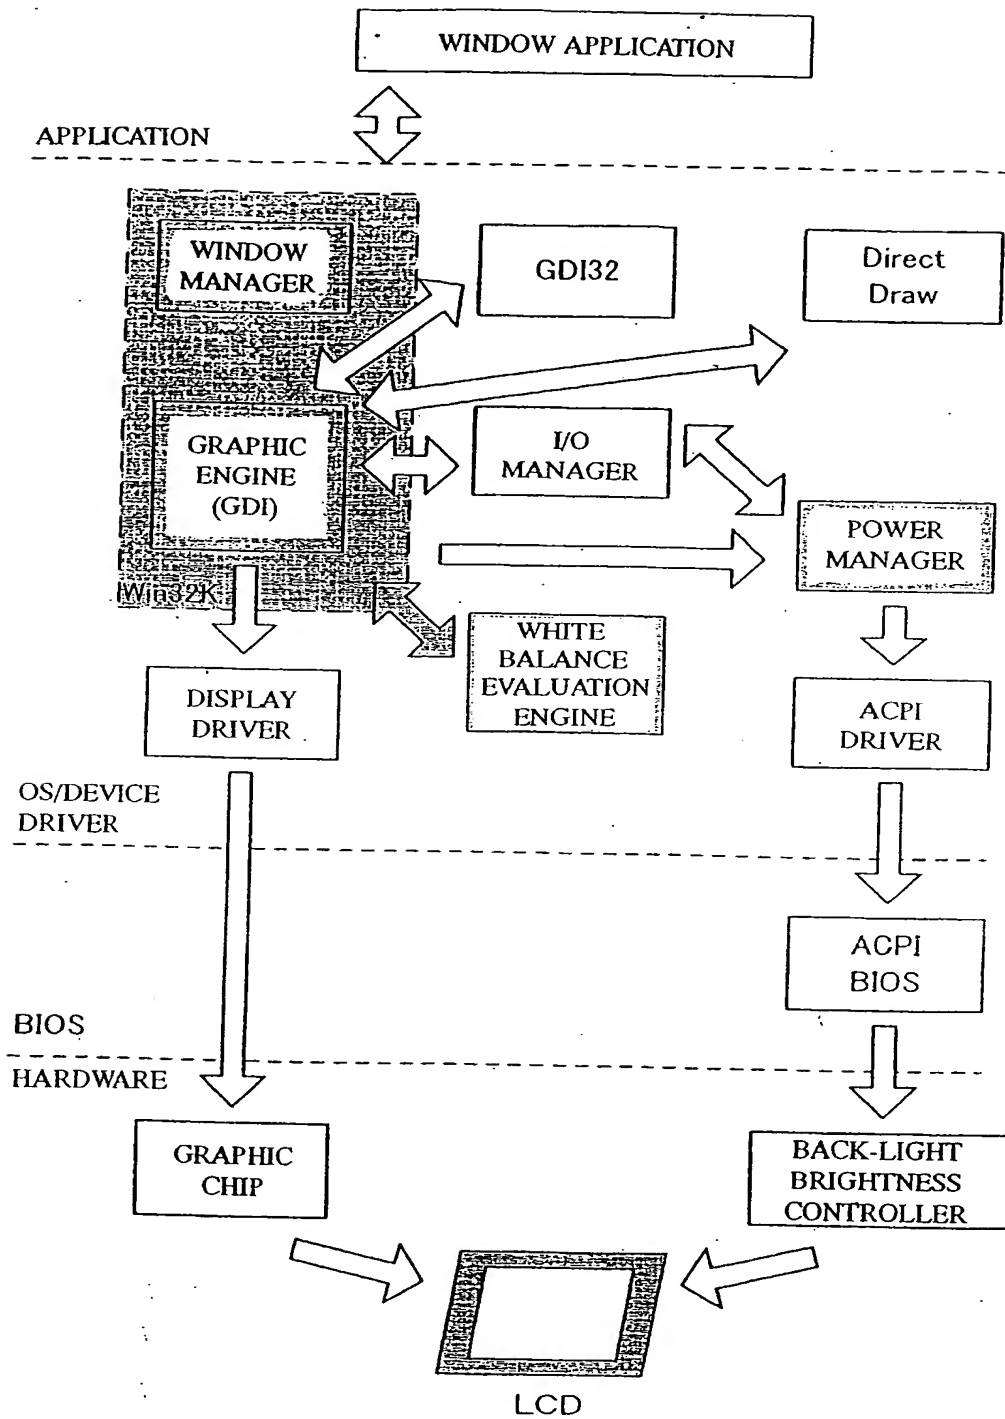 WINDOW APPLICATION
APPLICATION
WINDOW
MANAGER
GDI32
Direct
Draw
GRAPHIC
ENGINE
(GDI)
I/O
MANAGER
POWER
MANAGER
Win32K
WHITE
BALANCE
EVALUATION
ENGINE
DISPLAY
DRIVER
ACPI
DRIVER
OS/DEVICE
DRIVER
ACPI
BIOS
BIOS
HARDWARE
GRAPHIC
CHIP
BACK-LIGHT
BRIGHTNESS
CONTROLLER
LCD